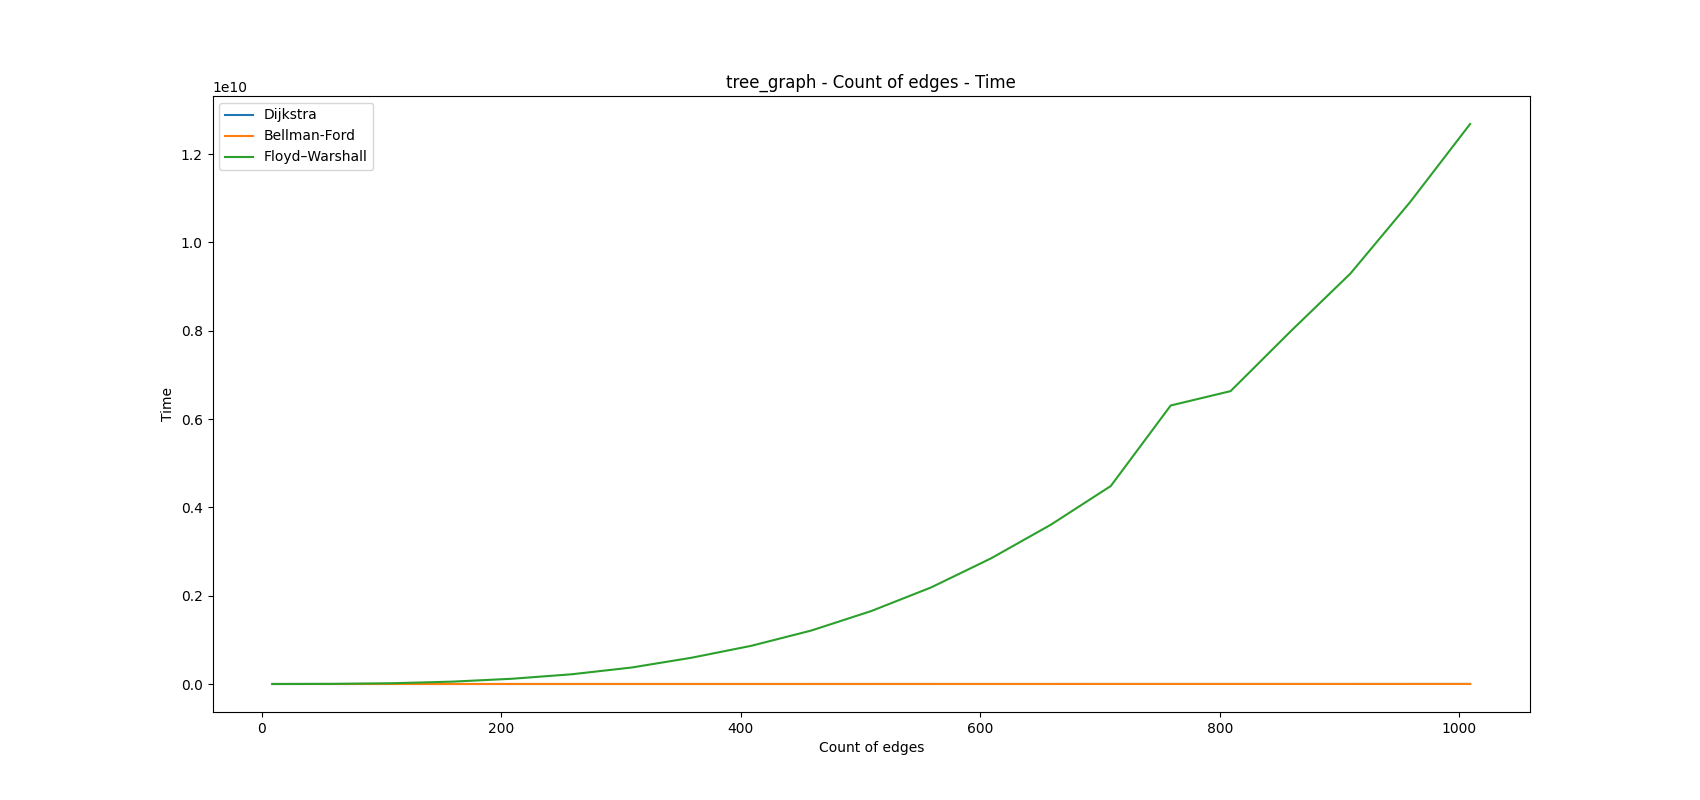 tree_graph - Count of edges - Time
1e10
Dijkstra
Bellman-Ford
Floyd–Warshall
1.2
1.0
0.8
0.6
0.4
0.2
0.0
Time
0 200 400 600 800 1000
Count of edges